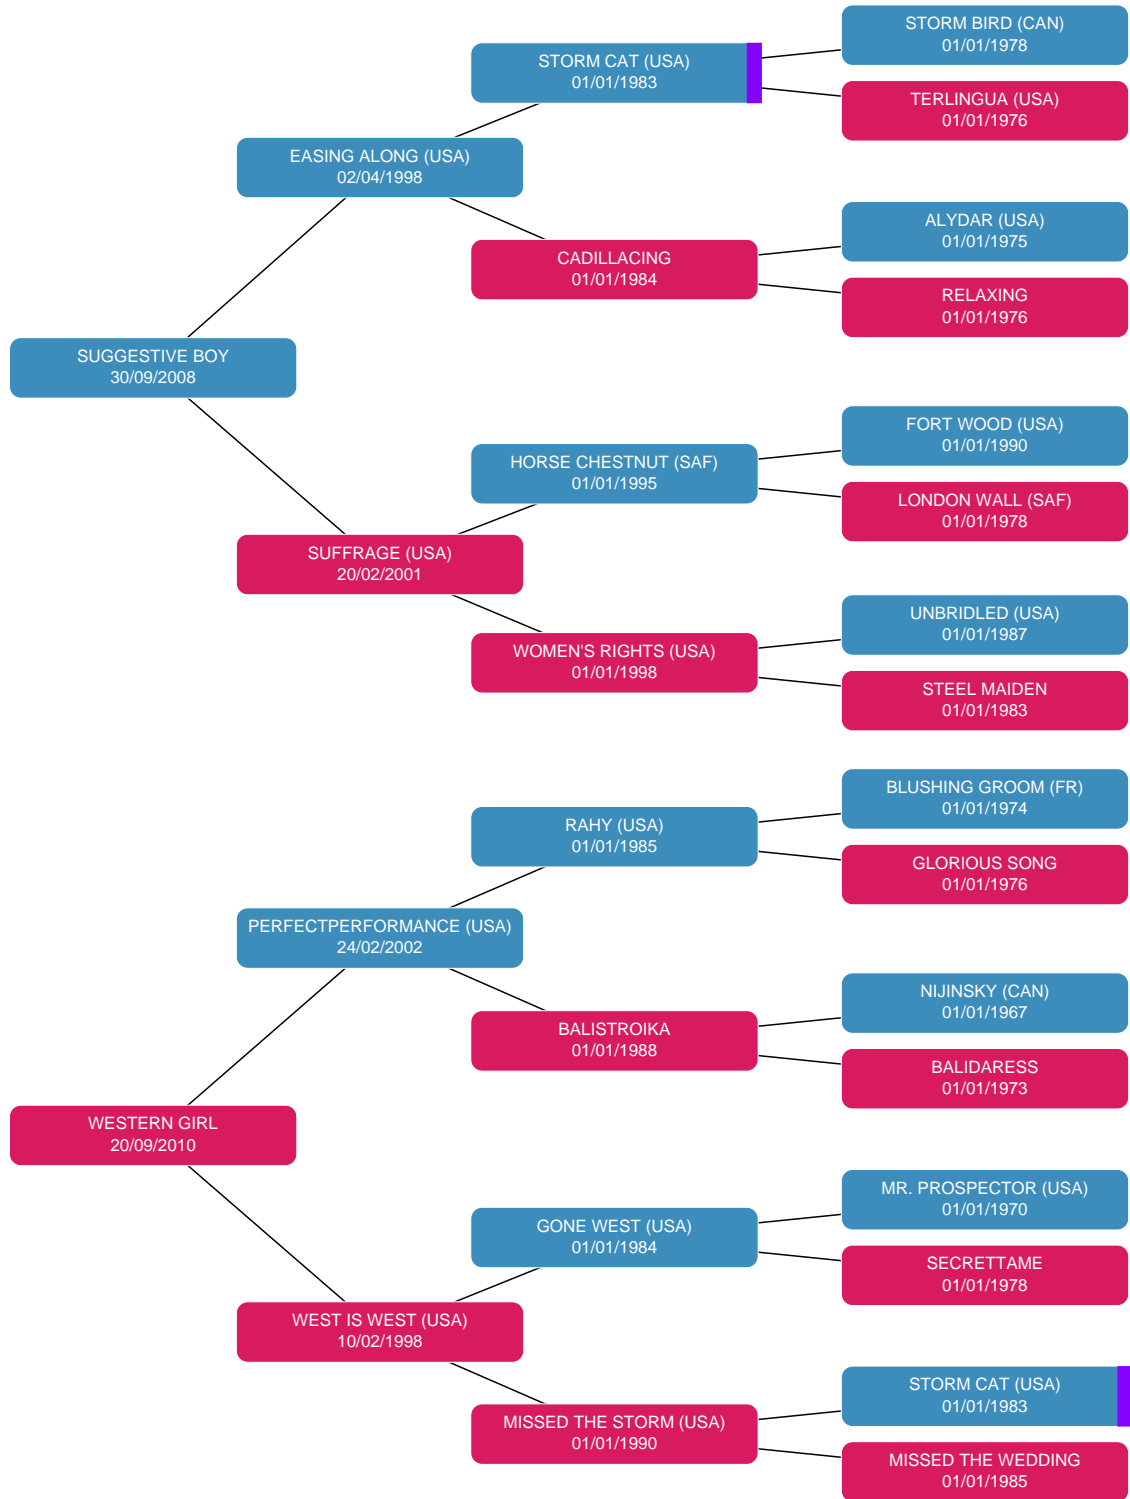 STORM BIRD (CAN)
01/01/1978
STORM CAT (USA)
01/01/1983
TERLINGUA (USA)
01/01/1976
EASING ALONG (USA)
02/04/1998
ALYDAR (USA)
01/01/1975
CADILLACING
01/01/1984
RELAXING
01/01/1976
SUGGESTIVE BOY
30/09/2008
FORT WOOD (USA)
01/01/1990
HORSE CHESTNUT (SAF)
01/01/1995
LONDON WALL (SAF)
01/01/1978
SUFFRAGE (USA)
20/02/2001
UNBRIDLED (USA)
01/01/1987
WOMEN'S RIGHTS (USA)
01/01/1998
STEEL MAIDEN
01/01/1983
BLUSHING GROOM (FR)
01/01/1974
RAHY (USA)
01/01/1985
GLORIOUS SONG
01/01/1976
PERFECTPERFORMANCE (USA)
24/02/2002
NIJINSKY (CAN)
01/01/1967
BALISTROIKA
01/01/1988
BALIDARESS
01/01/1973
WESTERN GIRL
20/09/2010
MR. PROSPECTOR (USA)
01/01/1970
GONE WEST (USA)
01/01/1984
SECRETTAME
01/01/1978
WEST IS WEST (USA)
10/02/1998
STORM CAT (USA)
01/01/1983
MISSED THE STORM (USA)
01/01/1990
MISSED THE WEDDING
01/01/1985